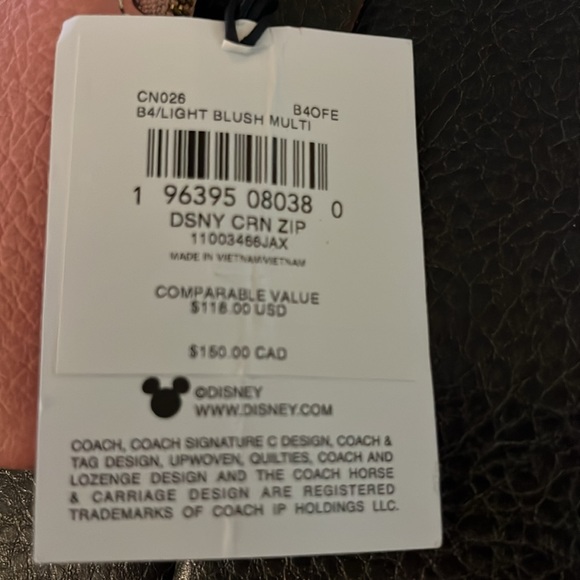 CN026 B4OFE
B4/LIGHT BLUSH MULTI
1 96395 08038 0
DSNY CRN ZIP
11003466JAX
MADE IN VIETNAM/VIETNAM
COMPARABLE VALUE
$118.00 USD
$150.00 CAD
©DISNEY
WWW.DISNEY.COM
COACH, COACH SIGNATURE C DESIGN, COACH &
TAG DESIGN, UPWOVEN, QUILTIES, COACH AND
LOZENGE DESIGN AND THE COACH HORSE
& CARRIAGE DESIGN ARE REGISTERED
TRADEMARKS OF COACH IP HOLDINGS LLC.